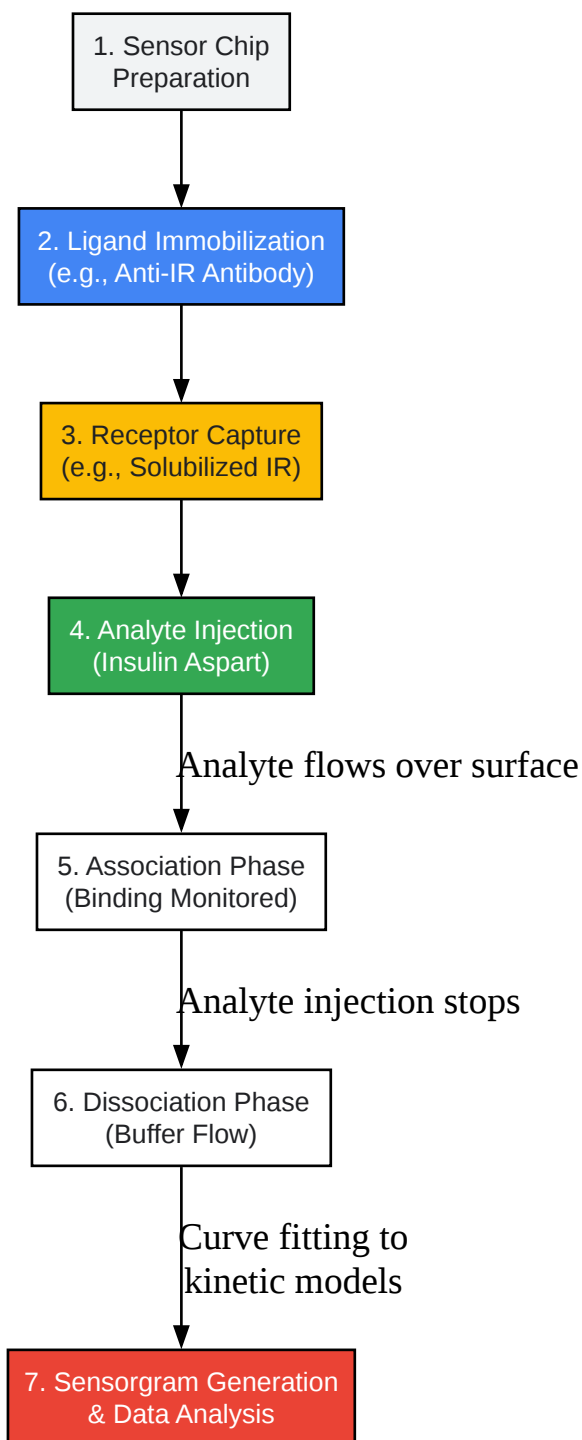 1. Sensor Chip
Preparation
2. Ligand Immobilization
(e.g., Anti-IR Antibody)
3. Receptor Capture
(e.g., Solubilized IR)
4. Analyte Injection
(Insulin Aspart)
Analyte flows over surface
5. Association Phase
(Binding Monitored)
Analyte injection stops
6. Dissociation Phase
(Buffer Flow)
Curve fitting to
kinetic models
7. Sensorgram Generation
& Data Analysis